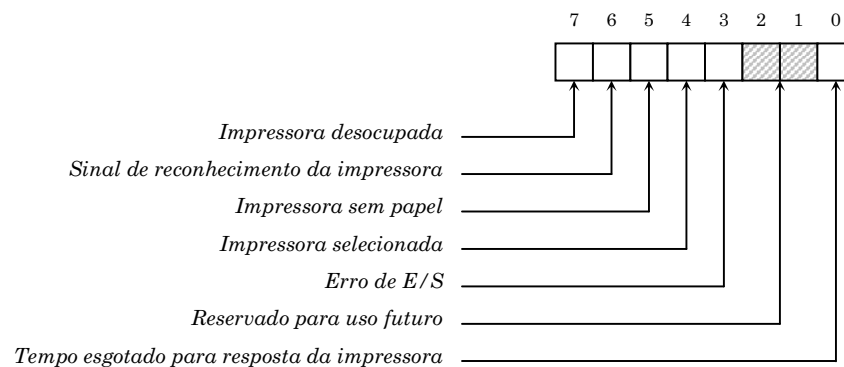 7 6 5 4 3 2 1 0
Impressora desocupada
Sinal de reconhecimento da impressora
Impressora sem papel
Impressora selecionada
Erro de E/S
Reservado para uso futuro
Tempo esgotado para resposta da impressora